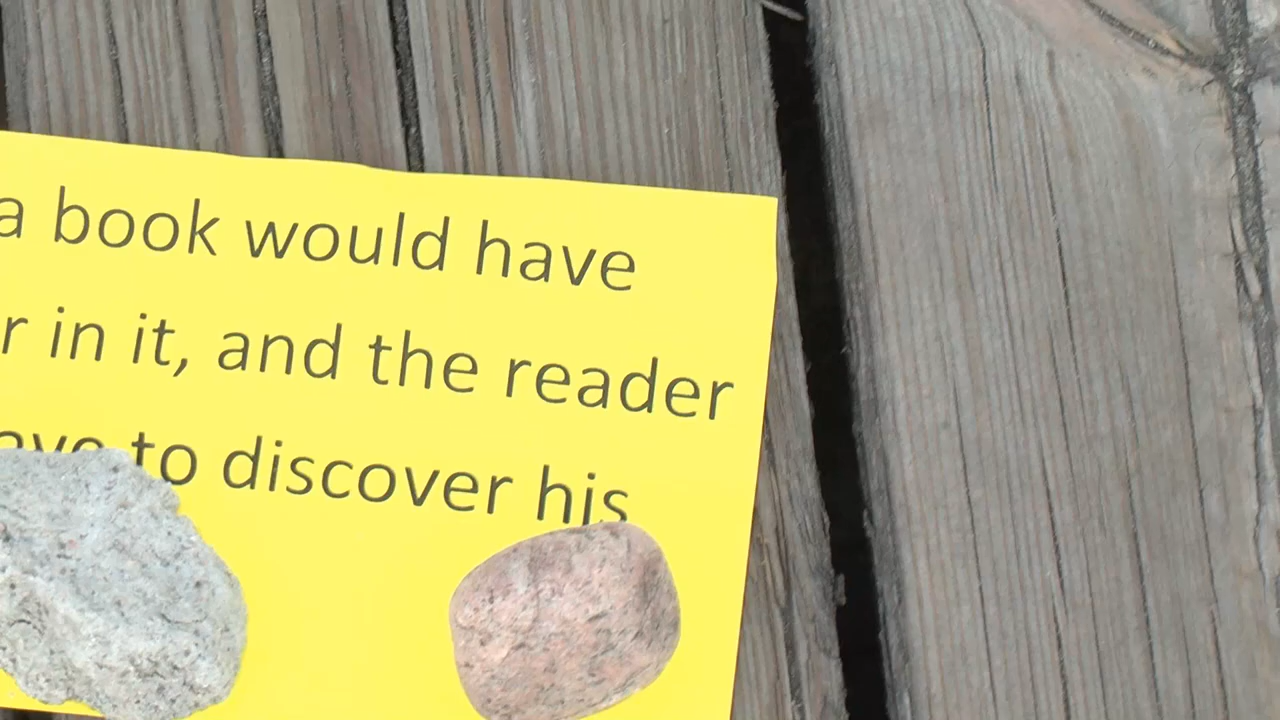 a book would have
in it, and the reader
to discover his